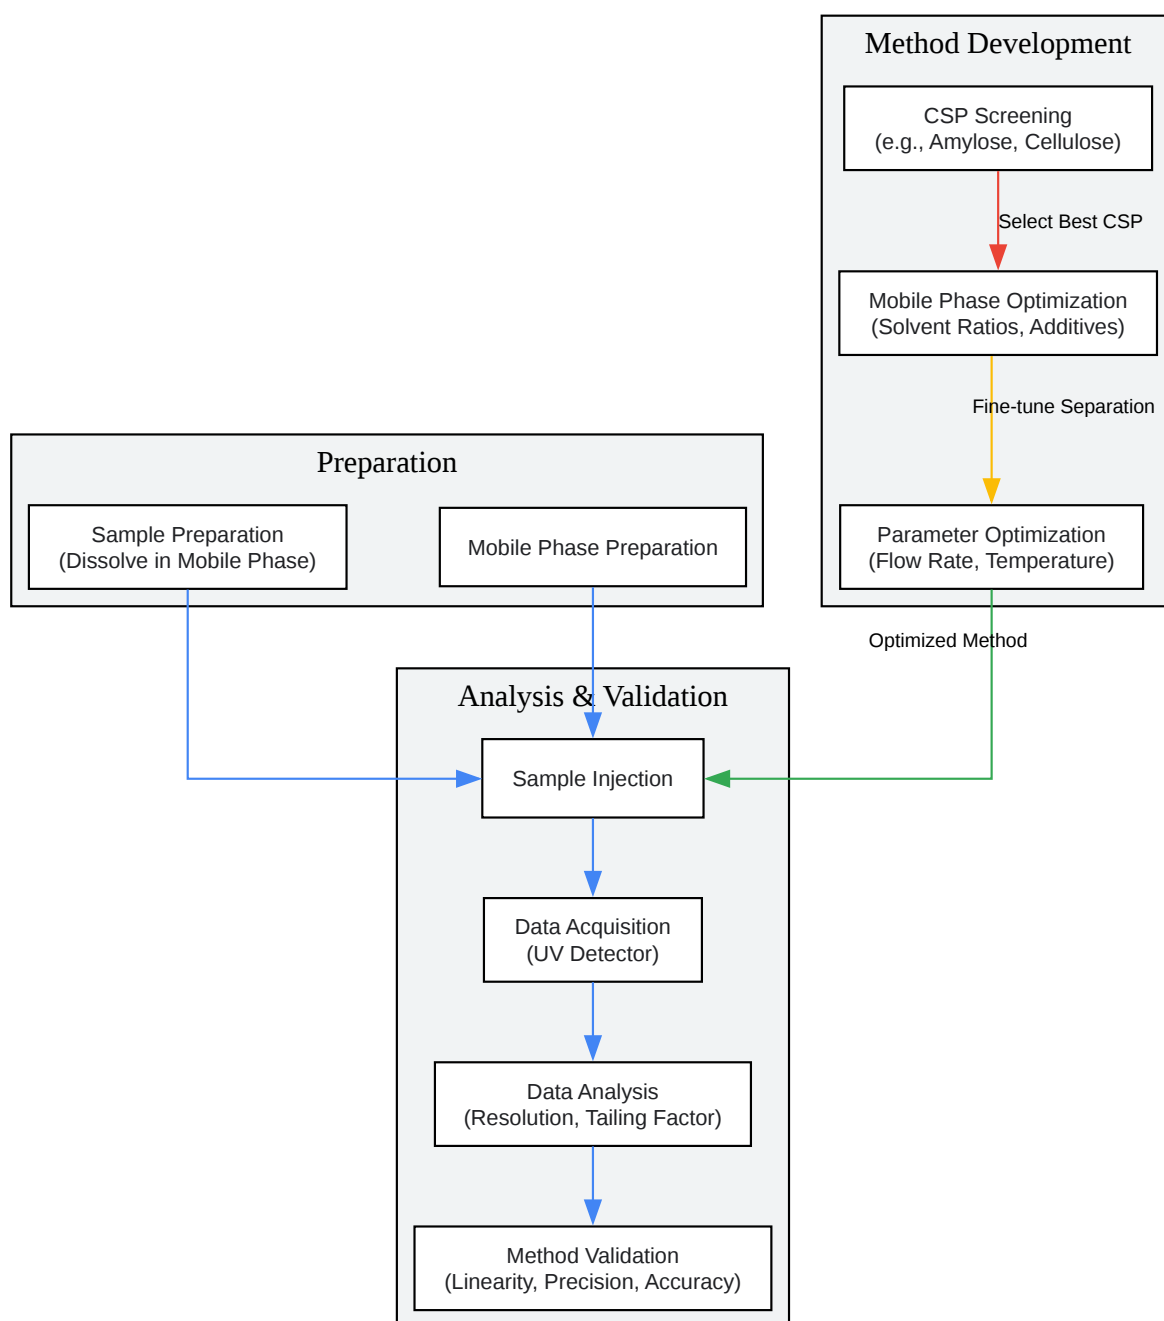 Method Development
CSP Screening
(e.g., Amylose, Cellulose)
Select Best CSP
Mobile Phase Optimization
(Solvent Ratios, Additives)
Fine-tune Separation
Parameter Optimization
(Flow Rate, Temperature)
Optimized Method
Preparation
Sample Preparation
(Dissolve in Mobile Phase)
Mobile Phase Preparation
Analysis & Validation
Sample Injection
Data Acquisition
(UV Detector)
Data Analysis
(Resolution, Tailing Factor)
Method Validation
(Linearity, Precision, Accuracy)